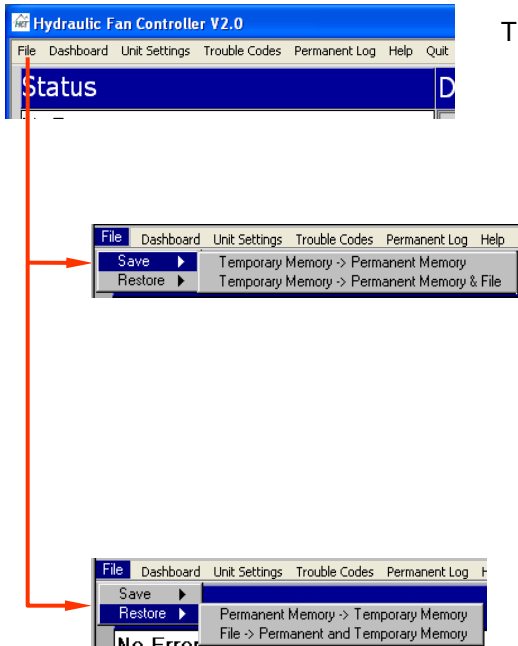 HCT Hydraulic Fan Controller V2.0
T
File Dashboard Unit Settings Trouble Codes Permanent Log Help Quit
Status D
File Dashboard Unit Settings Trouble Codes Permanent Log Help
Save Temporary Memory -> Permanent Memory
Restore Temporary Memory -> Permanent Memory & File
File Dashboard Unit Settings Trouble Codes Permanent Log H
Save
Restore Permanent Memory -> Temporary Memory
File -> Permanent and Temporary Memory
No Error